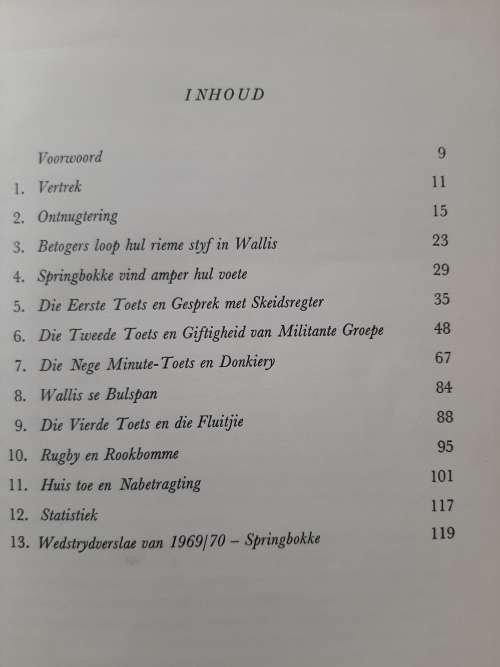 INHOUD
Voorwoord 9
1. Vertrek 11
2. Ontnugtering 15
3. Betogers loop hul rieme styf in Wallis 23
4. Springbokke vind amper hul voete 29
5. Die Eerste Toets en Gesprek met Skeidsregter 35
6. Die Tweede Toets en Giftigheid van Militante Groepe 48
7. Die Nege Minute-Toets en Donkiery 67
8. Wallis se Bulspan 84
9. Die Vierde Toets en die Fluitjie 88
10. Rugby en Rookbomme 95
11. Huis toe en Nabetragting 101
12. Statistiek 117
13. Wedstrydverslae van 1969/70 – Springbokke 119